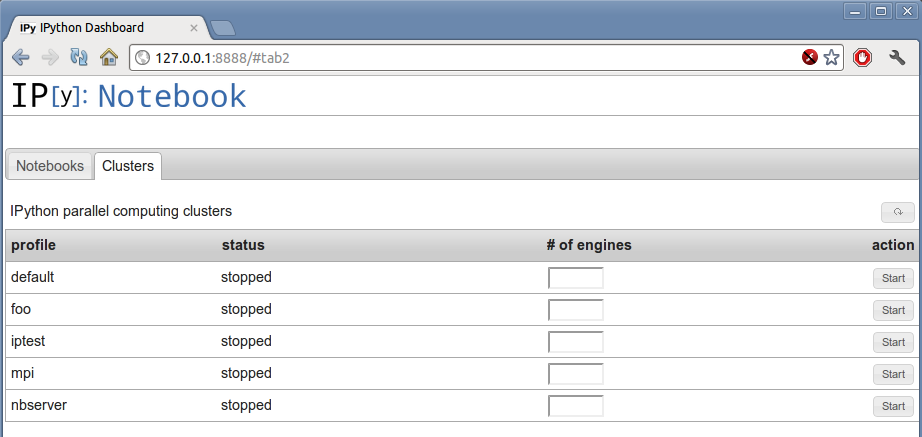 IPy IPython Dashboard
127.0.0.1:8888/#tab2
IP[y]: Notebook
Notebooks Clusters
IPython parallel computing clusters
profile status # of engines action
default stopped Start
foo stopped Start
iptest stopped Start
mpi stopped Start
nbserver stopped Start